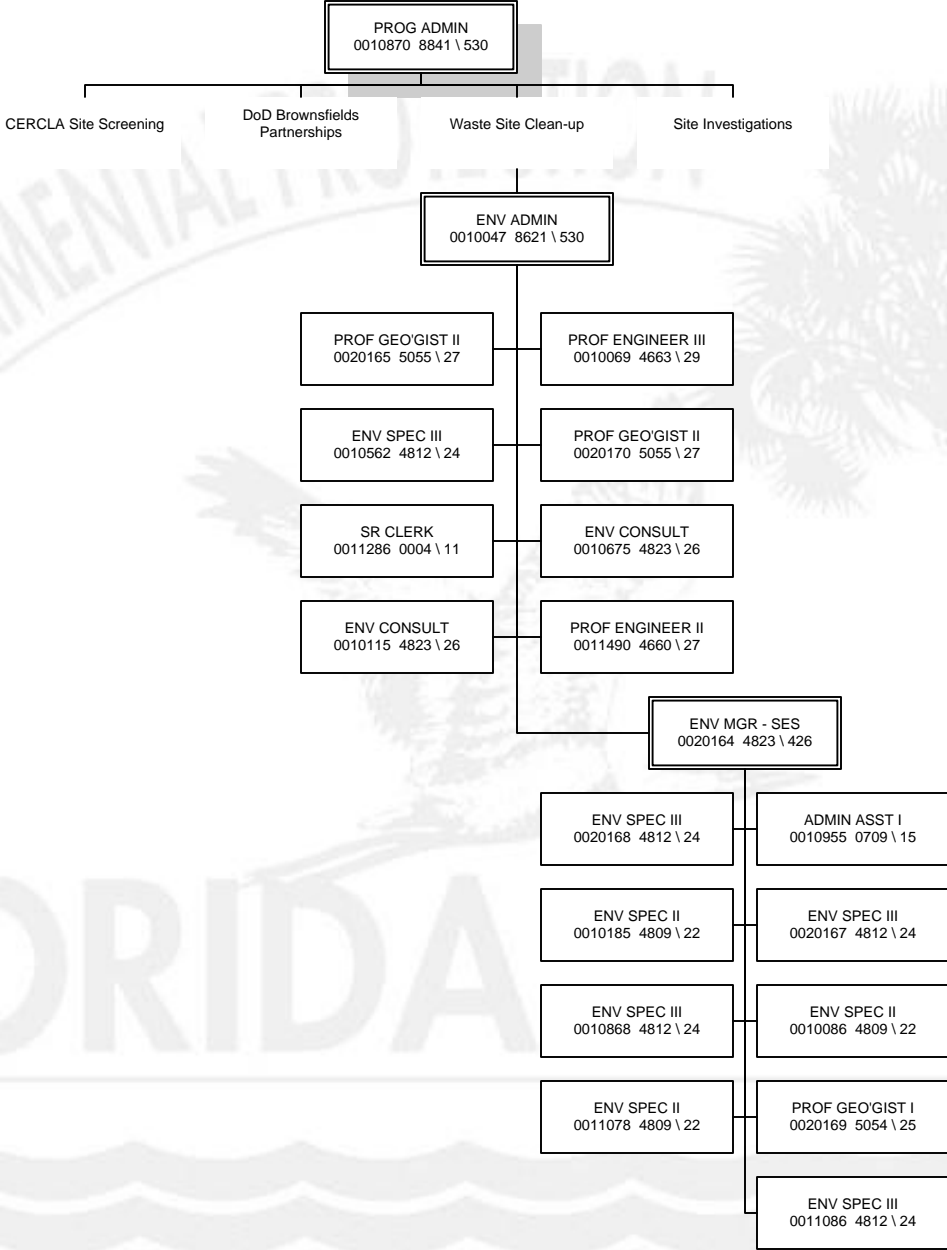 PROG ADMIN
0010870 8841 \ 530
CERCLA Site Screening
DoD Brownsfields
Partnerships
Waste Site Clean-up
Site Investigations
ENV ADMIN
0010047 8621 \ 530
PROF GEO'GIST II
0020165 5055 \ 27
PROF ENGINEER III
0010069 4663 \ 29
ENV SPEC III
0010562 4812 \ 24
PROF GEO'GIST II
0020170 5055 \ 27
SR CLERK
0011286 0004 \ 11
ENV CONSULT
0010675 4823 \ 26
ENV CONSULT
0010115 4823 \ 26
PROF ENGINEER II
0011490 4660 \ 27
ENV MGR - SES
0020164 4823 \ 426
ENV SPEC III
0020168 4812 \ 24
ADMIN ASST I
0010955 0709 \ 15
ENV SPEC II
0010185 4809 \ 22
ENV SPEC III
0020167 4812 \ 24
ENV SPEC III
0010868 4812 \ 24
ENV SPEC II
0010086 4809 \ 22
ENV SPEC II
0011078 4809 \ 22
PROF GEO'GIST I
0020169 5054 \ 25
ENV SPEC III
0011086 4812 \ 24